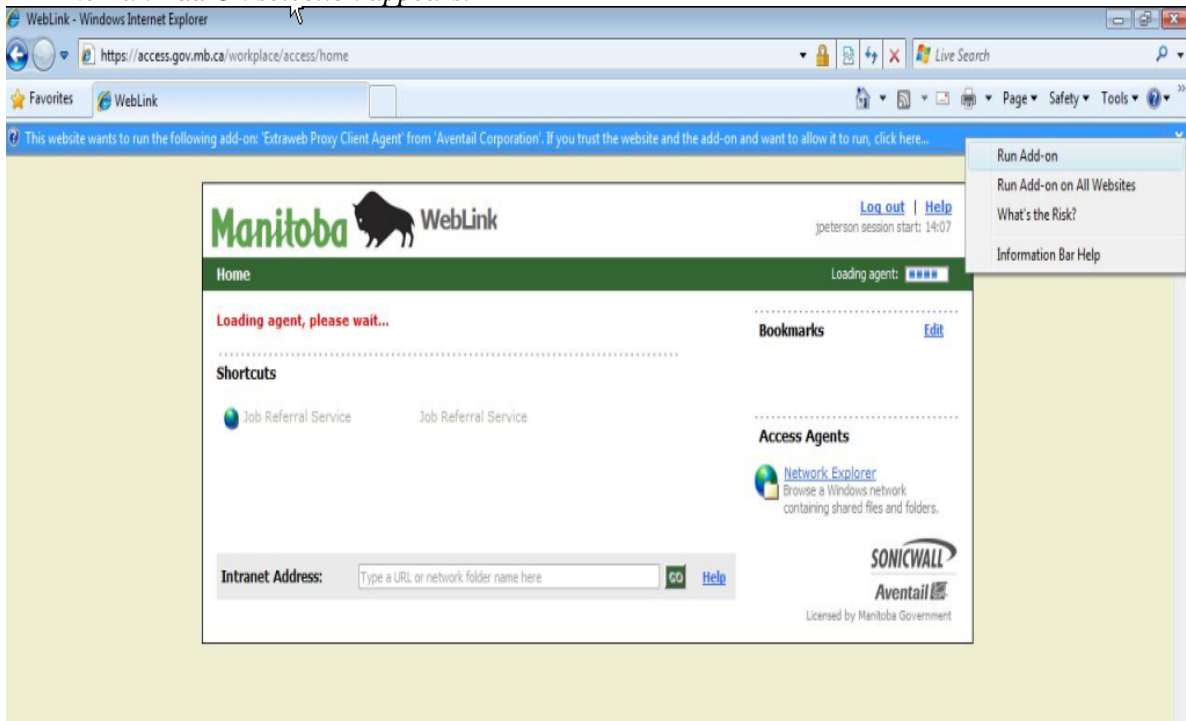 WebLink - Windows Internet Explorer
https://access.gov.mb.ca/workplace/access/home
Live Search
Favorites
WebLink
Page Safety Tools
This website wants to run the following add-on: 'Extraweb Proxy Client Agent' from 'Aventail Corporation'. If you trust the website and the add-on and want to allow it to run, click here...
Run Add-on
Run Add-on on All Websites
What's the Risk?
Information Bar Help
Manitoba WebLink
Log out | Help
jpeterson session start: 14:07
Home
Loading agent:
Loading agent, please wait...
Bookmarks Edit
Shortcuts
Job Referral Service Job Referral Service
Access Agents
Network Explorer
Browse a Windows network
containing shared files and folders.
Intranet Address: Type a URL or network folder name here GO Help
SONICWALL
Aventail
Licensed by Manitoba Government